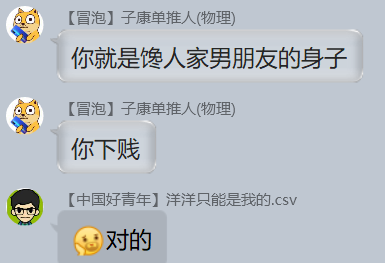 【冒泡】子康单推人(物理)
你就是馋人家男朋友的身子
【冒泡】子康单推人(物理)
你下贱
【中国好青年】洋洋只能是我的.csv
🤔对的